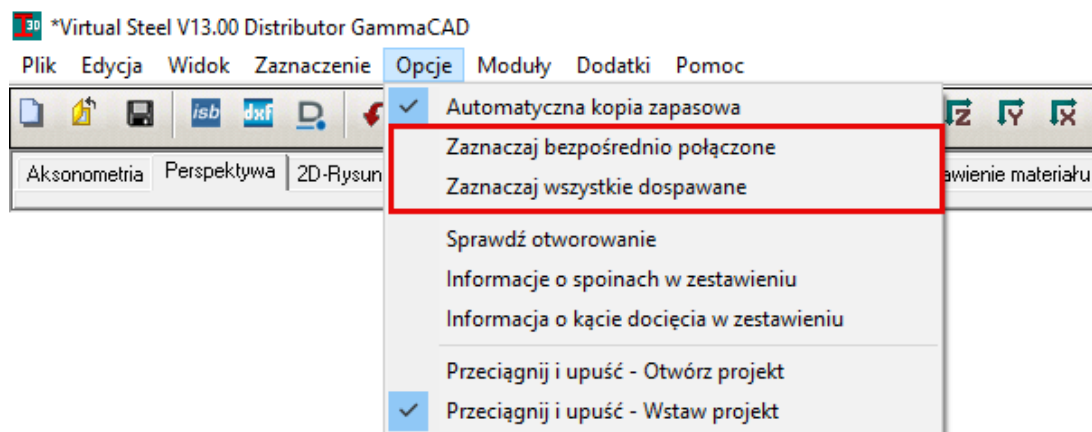 *Virtual Steel V13.00 Distributor GammaCAD
Plik Edycja Widok Zaznaczenie Opcje Moduły Dodatki Pomoc
isb dxf D Z Y X
Automatyczna kopia zapasowa
Zaznaczaj bezpośrednio połączone
Aksonometria Perspektywa 2D-Rysun awienie materiału
Zaznaczaj wszystkie dospawane
Sprawdź otworowanie
Informacje o spoinach w zestawieniu
Informacja o kącie docięcia w zestawieniu
Przeciągnij i upuść - Otwórz projekt
Przeciągnij i upuść - Wstaw projekt